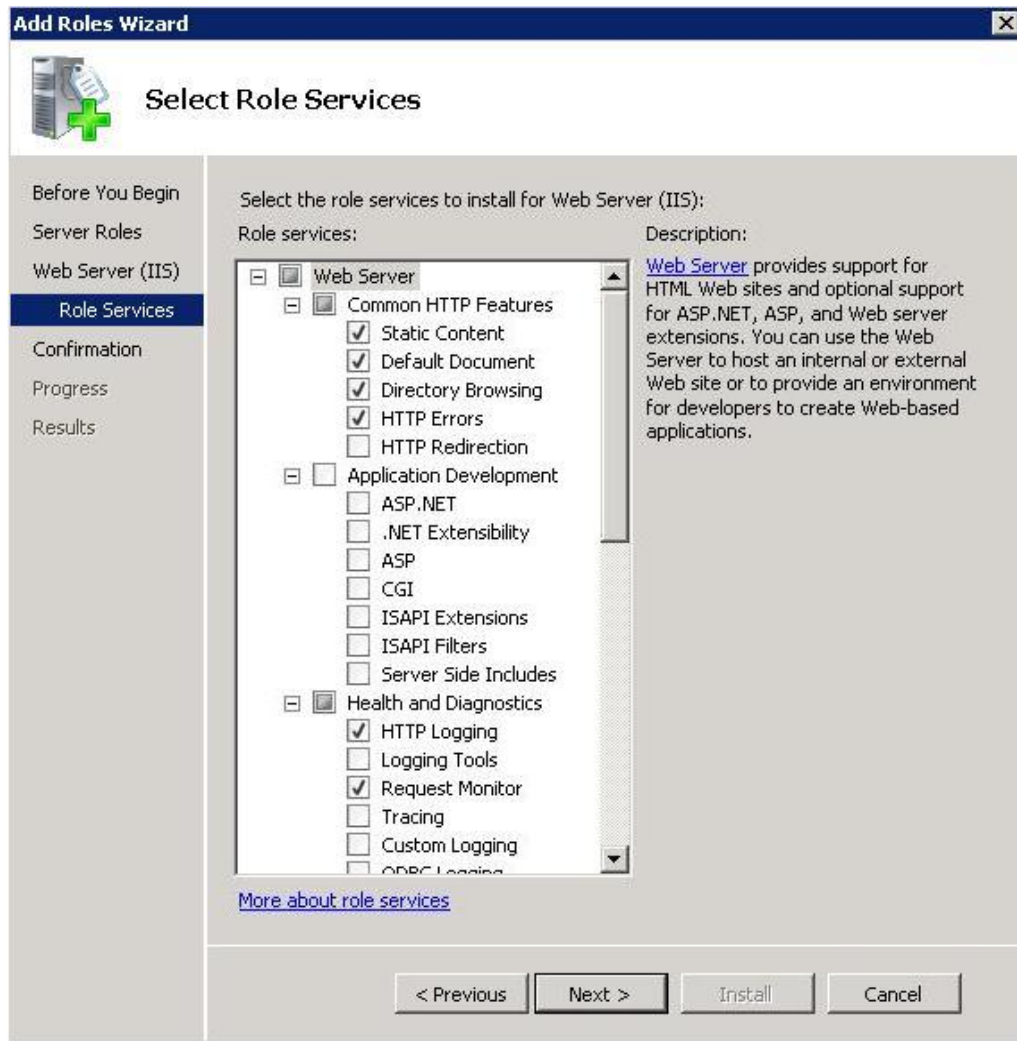 Add Roles Wizard
Select Role Services
Before You Begin
Server Roles
Web Server (IIS)
Role Services
Confirmation
Progress
Results
Select the role services to install for Web Server (IIS):
Role services:
Web Server
Common HTTP Features
Static Content
Default Document
Directory Browsing
HTTP Errors
HTTP Redirection
Application Development
ASP.NET
.NET Extensibility
ASP
CGI
ISAPI Extensions
ISAPI Filters
Server Side Includes
Health and Diagnostics
HTTP Logging
Logging Tools
Request Monitor
Tracing
Custom Logging
ODBC Logging
More about role services
Description:
Web Server provides support for
HTML Web sites and optional support
for ASP.NET, ASP, and Web server
extensions. You can use the Web
Server to host an internal or external
Web site or to provide an environment
for developers to create Web-based
applications.
< Previous
Next >
Install
Cancel